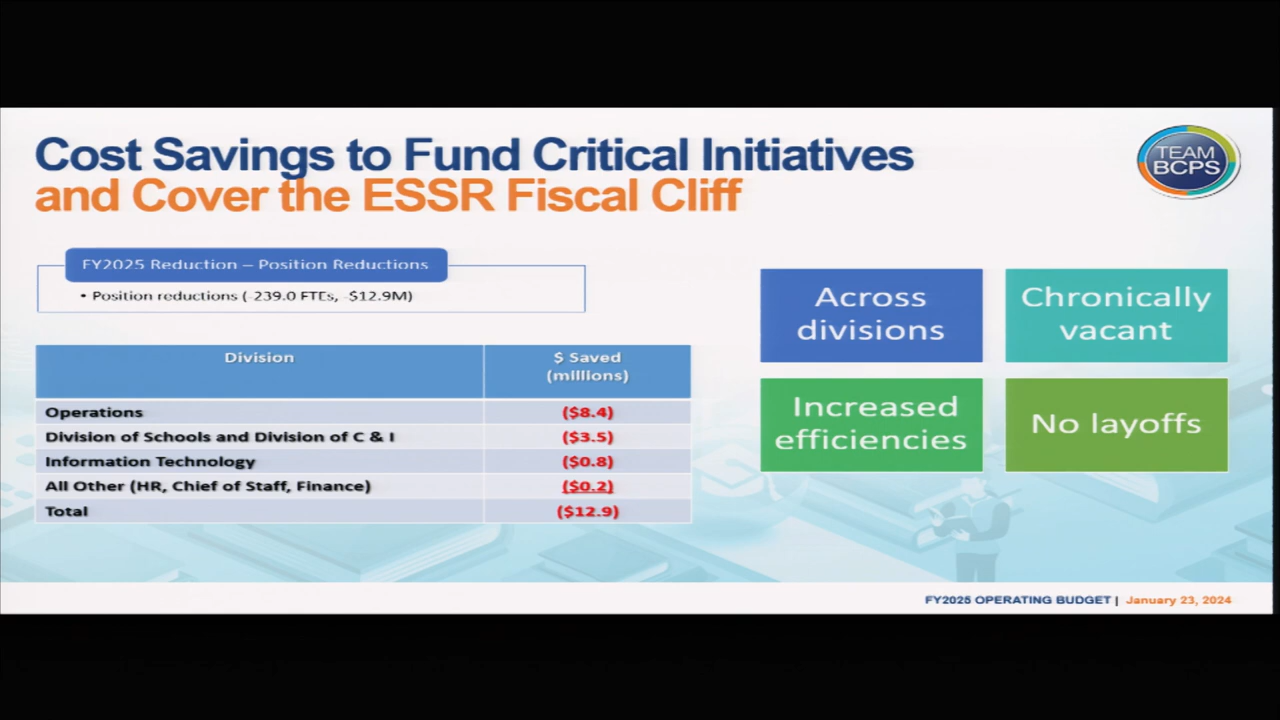 Cost Savings to Fund Critical Initiatives
and Cover the ESSR Fiscal Cliff
TEAM
BCPS
FY2025 Reduction – Position Reductions
• Position reductions (-239.0 FTEs, -$12.9M)
Division $ Saved
(millions)
Operations ($8.4)
Division of Schools and Division of C & I ($3.5)
Information Technology ($0.8)
All Other (HR, Chief of Staff, Finance) ($0.2)
Total ($12.9)
Across
divisions
Chronically
vacant
Increased
efficiencies
No layoffs
FY2025 OPERATING BUDGET | January 23, 2024